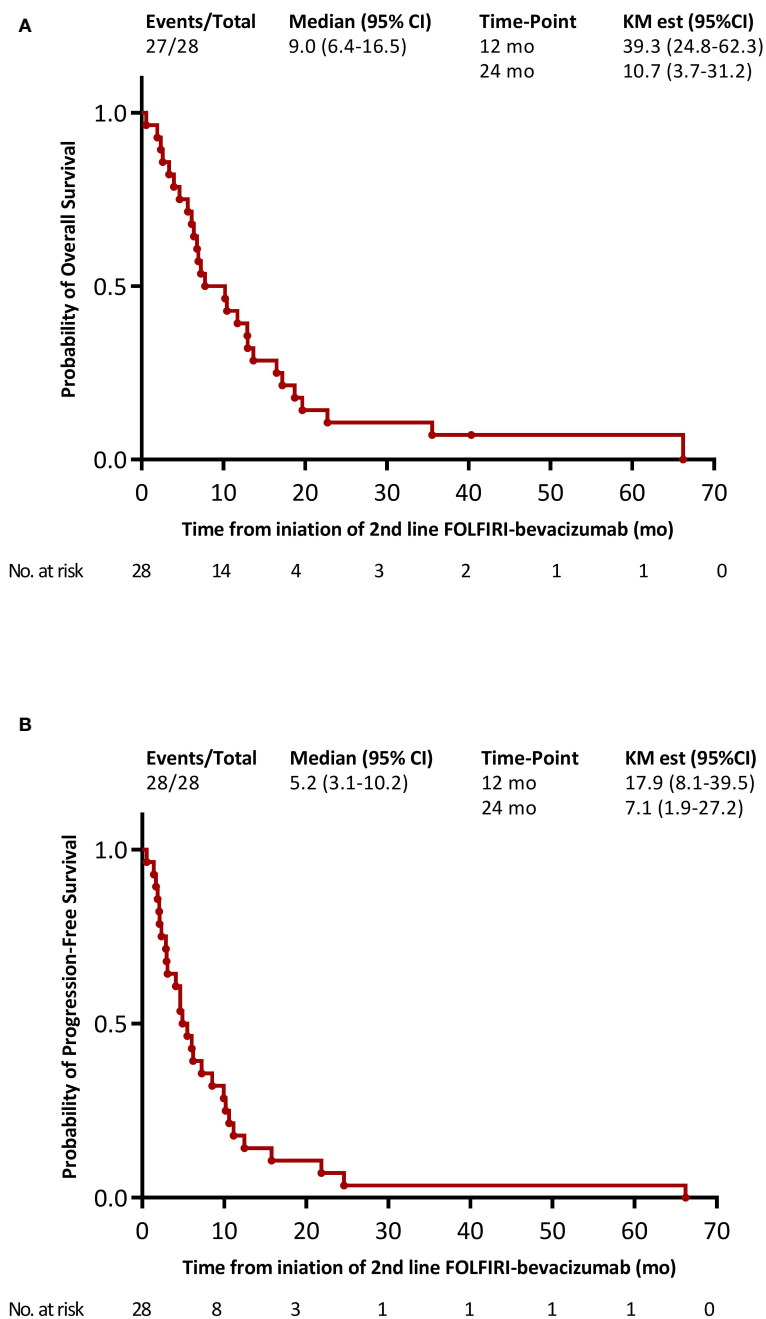 A
Events/Total Median (95% CI) Time-Point KM est (95%CI)
27/28 9.0 (6.4-16.5) 12 mo 39.3 (24.8-62.3)
24 mo 10.7 (3.7-31.2)
Probability of Overall Survival
1.0
0.5
0.0
0 10 20 30 40 50 60 70
Time from iniation of 2nd line FOLFIRI-bevacizumab (mo)
No. at risk 28 14 4 3 2 1 1 0
B
Events/Total Median (95% CI) Time-Point KM est (95%CI)
28/28 5.2 (3.1-10.2) 12 mo 17.9 (8.1-39.5)
24 mo 7.1 (1.9-27.2)
Probability of Progression-Free Survival
1.0
0.5
0.0
0 10 20 30 40 50 60 70
Time from iniation of 2nd line FOLFIRI-bevacizumab (mo)
No. at risk 28 8 3 1 1 1 1 0